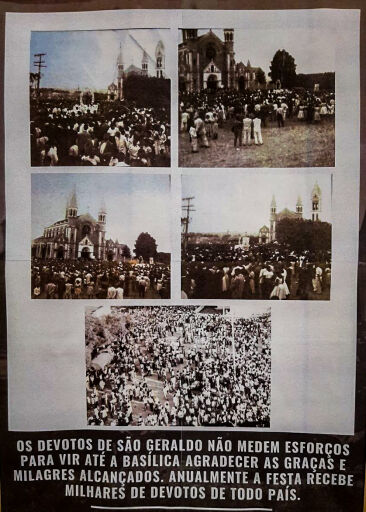 OS DEVOTOS DE SÃO GERALDO NÃO MEDEM ESFORÇOS
PARA VIR ATÉ A BASÍLICA AGRADECER AS GRAÇAS E
MILAGRES ALCANÇADOS. ANUALMENTE A FESTA RECEBE
MILHARES DE DEVOTOS DE TODO PAÍS.